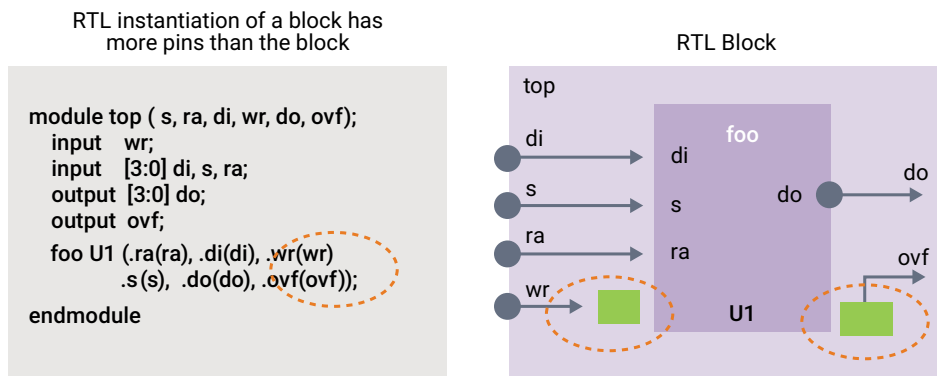 RTL instantiation of a block has
more pins than the block
module top ( s, ra, di, wr, do, ovf);
input wr;
input [3:0] di, s, ra;
output [3:0] do;
output ovf;
foo U1 (.ra(ra), .di(di), .wr(wr)
.s(s), .do(do), .ovf(ovf));
endmodule
RTL Block
top
di
s
ra
wr
foo
di
s
ra
do
U1
do
ovf